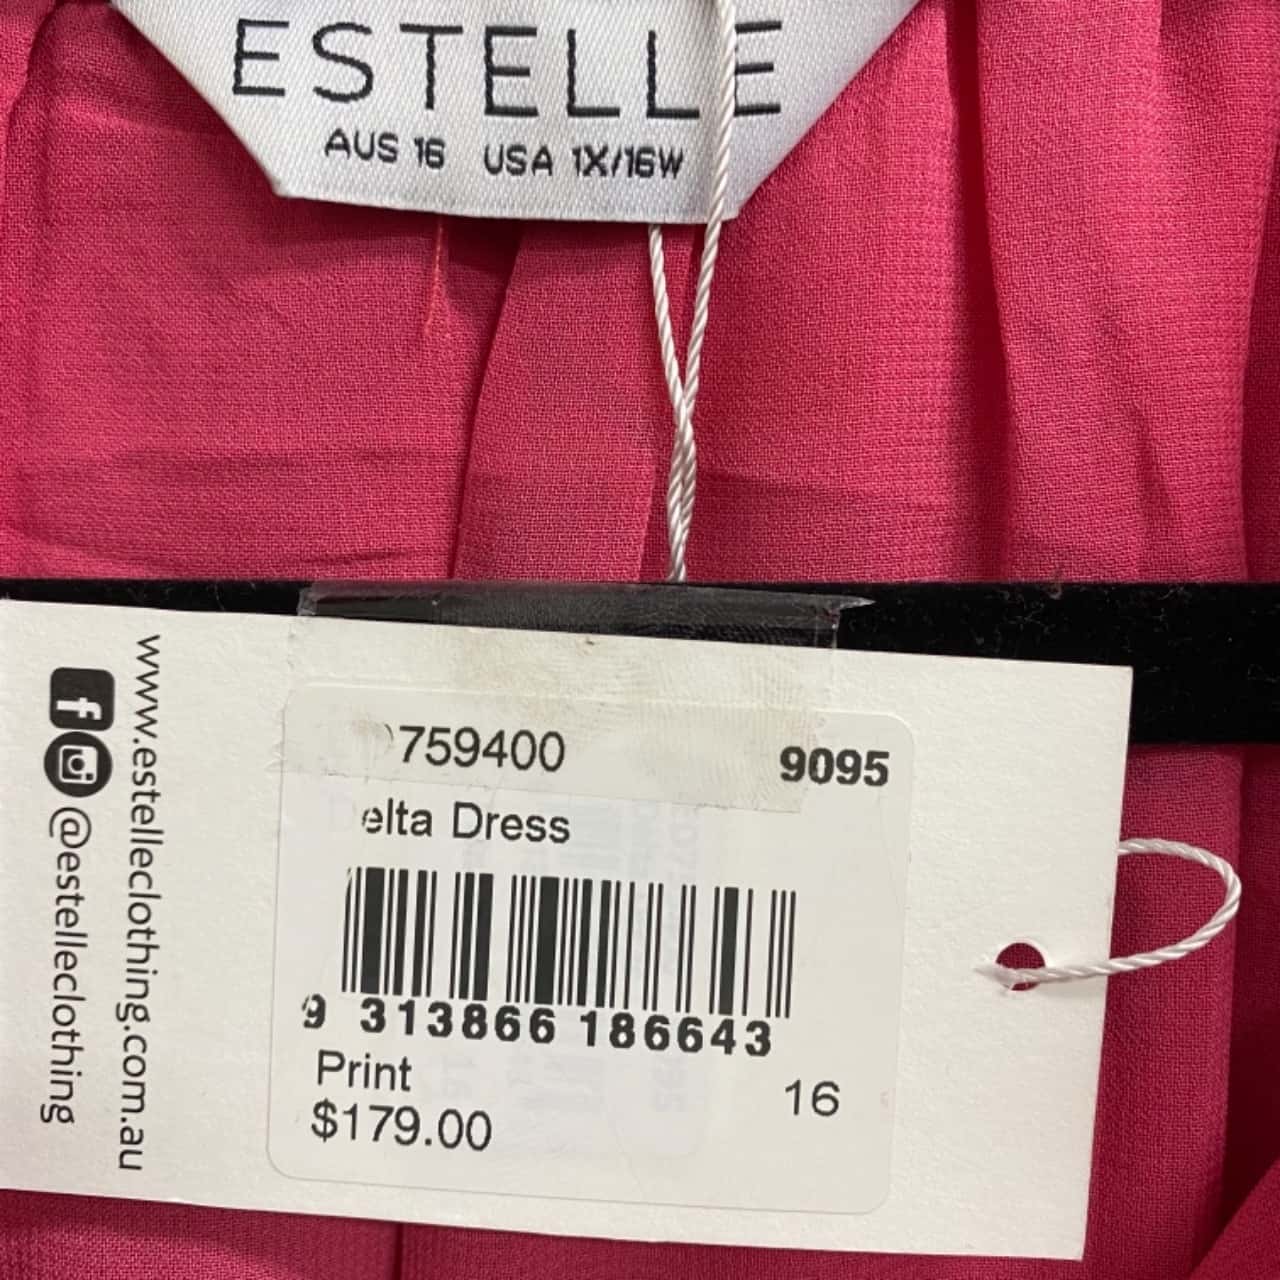 ESTELLE
AUS 16 USA 1X/16W
www.estelleclothing.com.au
@estelleclothing
759400 9095
elta Dress
9 313866 186643
Print 16
$179.00